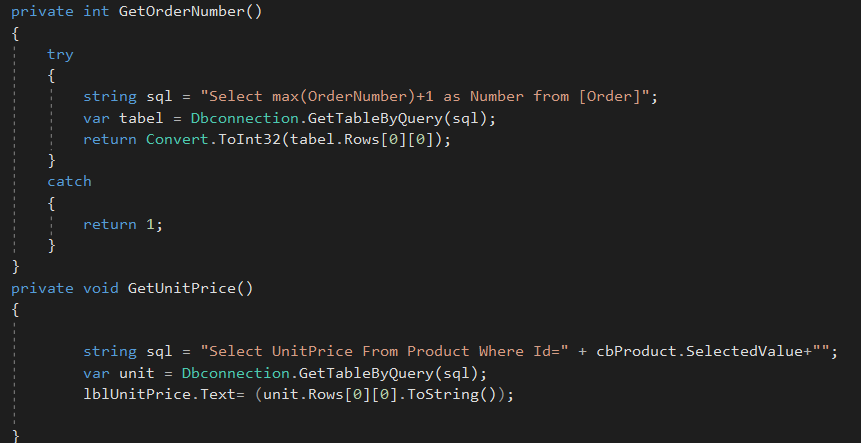 private int GetOrderNumber()
{
try
{
string sql = "Select max(OrderNumber)+1 as Number from [Order]";
var tabel = Dbconnection.GetTableByQuery(sql);
return Convert.ToInt32(tabel.Rows[0][0]);
}
catch
{
return 1;
}
}
private void GetUnitPrice()
{
string sql = "Select UnitPrice From Product Where Id=" + cbProduct.SelectedValue+"";
var unit = Dbconnection.GetTableByQuery(sql);
lblUnitPrice.Text= (unit.Rows[0][0].ToString());
}